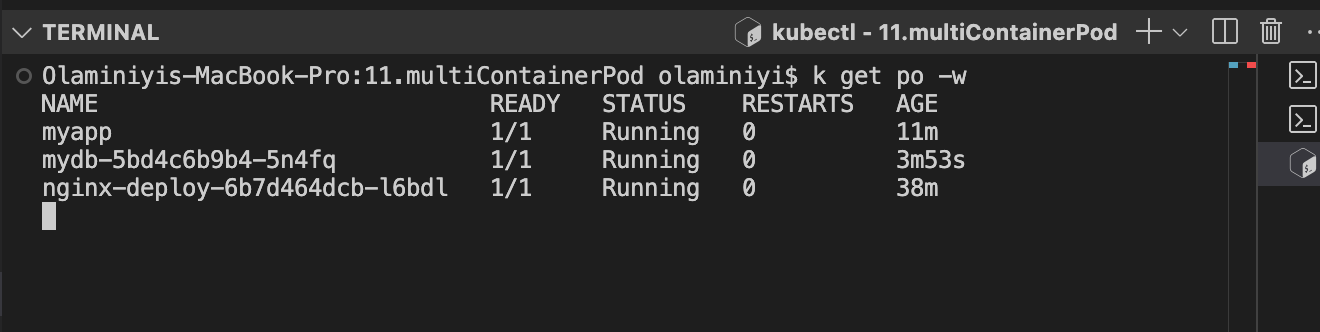 TERMINAL
kubectl - 11.multiContainerPod
Olaminiyis-MacBook-Pro:11.multiContainerPod olaminiyi$ k get po -w
NAME READY STATUS RESTARTS AGE
myapp 1/1 Running 0 11m
mydb-5bd4c6b9b4-5n4fq 1/1 Running 0 3m53s
nginx-deploy-6b7d464dcb-l6bdl 1/1 Running 0 38m